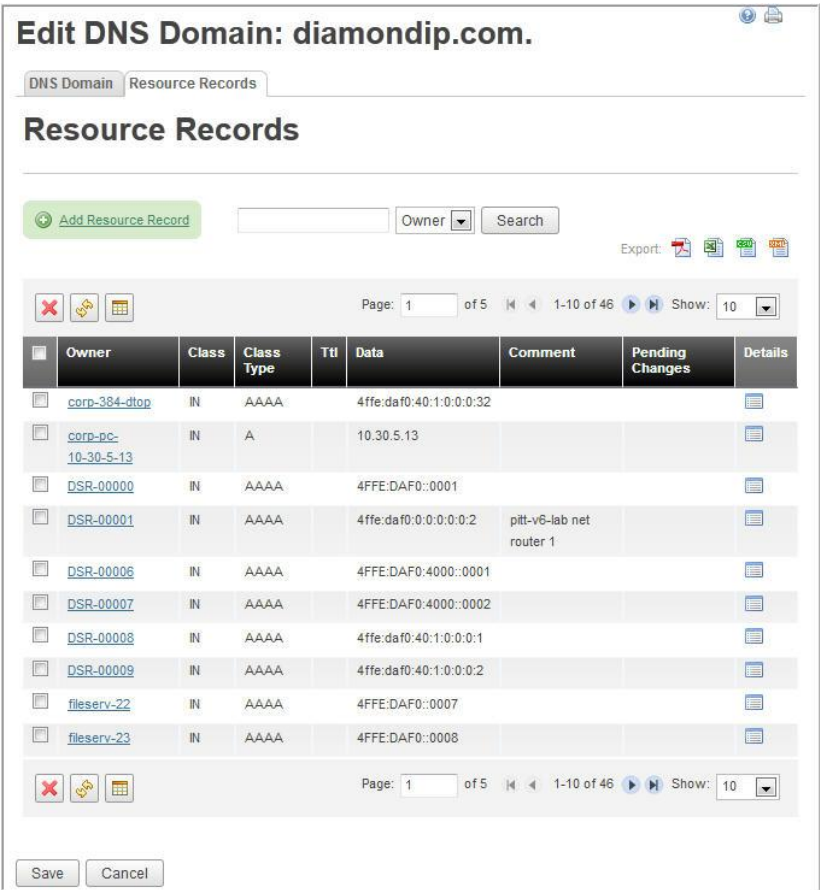 Edit DNS Domain: diamondip.com.
DNS Domain Resource Records
Resource Records
Add Resource Record Owner Search
Export:
Page: 1 of 5 1-10 of 46 Show: 10
Owner Class Class Type Ttl Data Comment Pending Changes Details
corp-384-dtop IN AAAA 4ffe:daf0:40:1:0:0:0:32
corp-pc-10-30-5-13 IN A 10.30.5.13
DSR-00000 IN AAAA 4FFE:DAF0::0001
DSR-00001 IN AAAA 4ffe:daf0:0:0:0:0:0:2 pitt-v6-lab net router 1
DSR-00006 IN AAAA 4FFE:DAF0:4000::0001
DSR-00007 IN AAAA 4FFE:DAF0:4000::0002
DSR-00008 IN AAAA 4ffe:daf0:40:1:0:0:0:1
DSR-00009 IN AAAA 4ffe:daf0:40:1:0:0:0:2
fileserv-22 IN AAAA 4FFE:DAF0::0007
fileserv-23 IN AAAA 4FFE:DAF0::0008
Page: 1 of 5 1-10 of 46 Show: 10
Save Cancel